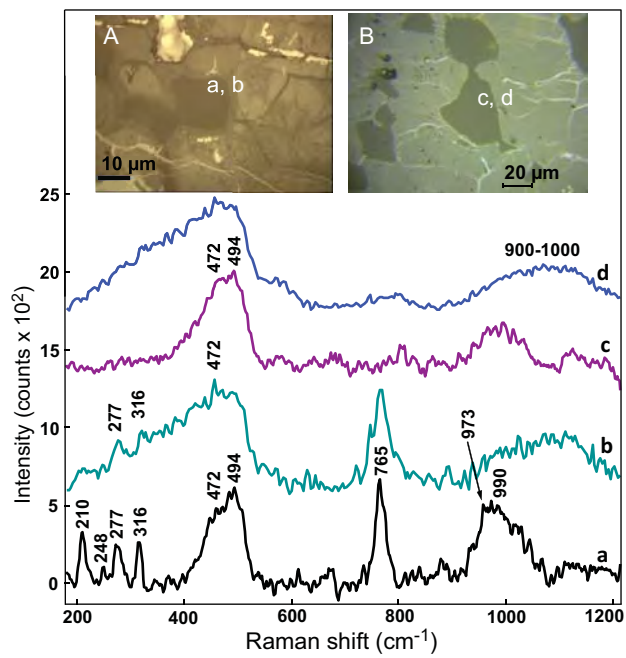 A
a, b
10 µm
B
c, d
20 µm
25
20
15
10
5
0
Intensity (counts x 10²)
472
494
900-1000
d
472
c
277
316
765
973
990
b
210
248
277
316
472
494
a
200
400
600
800
1000
1200
Raman shift (cm⁻¹)